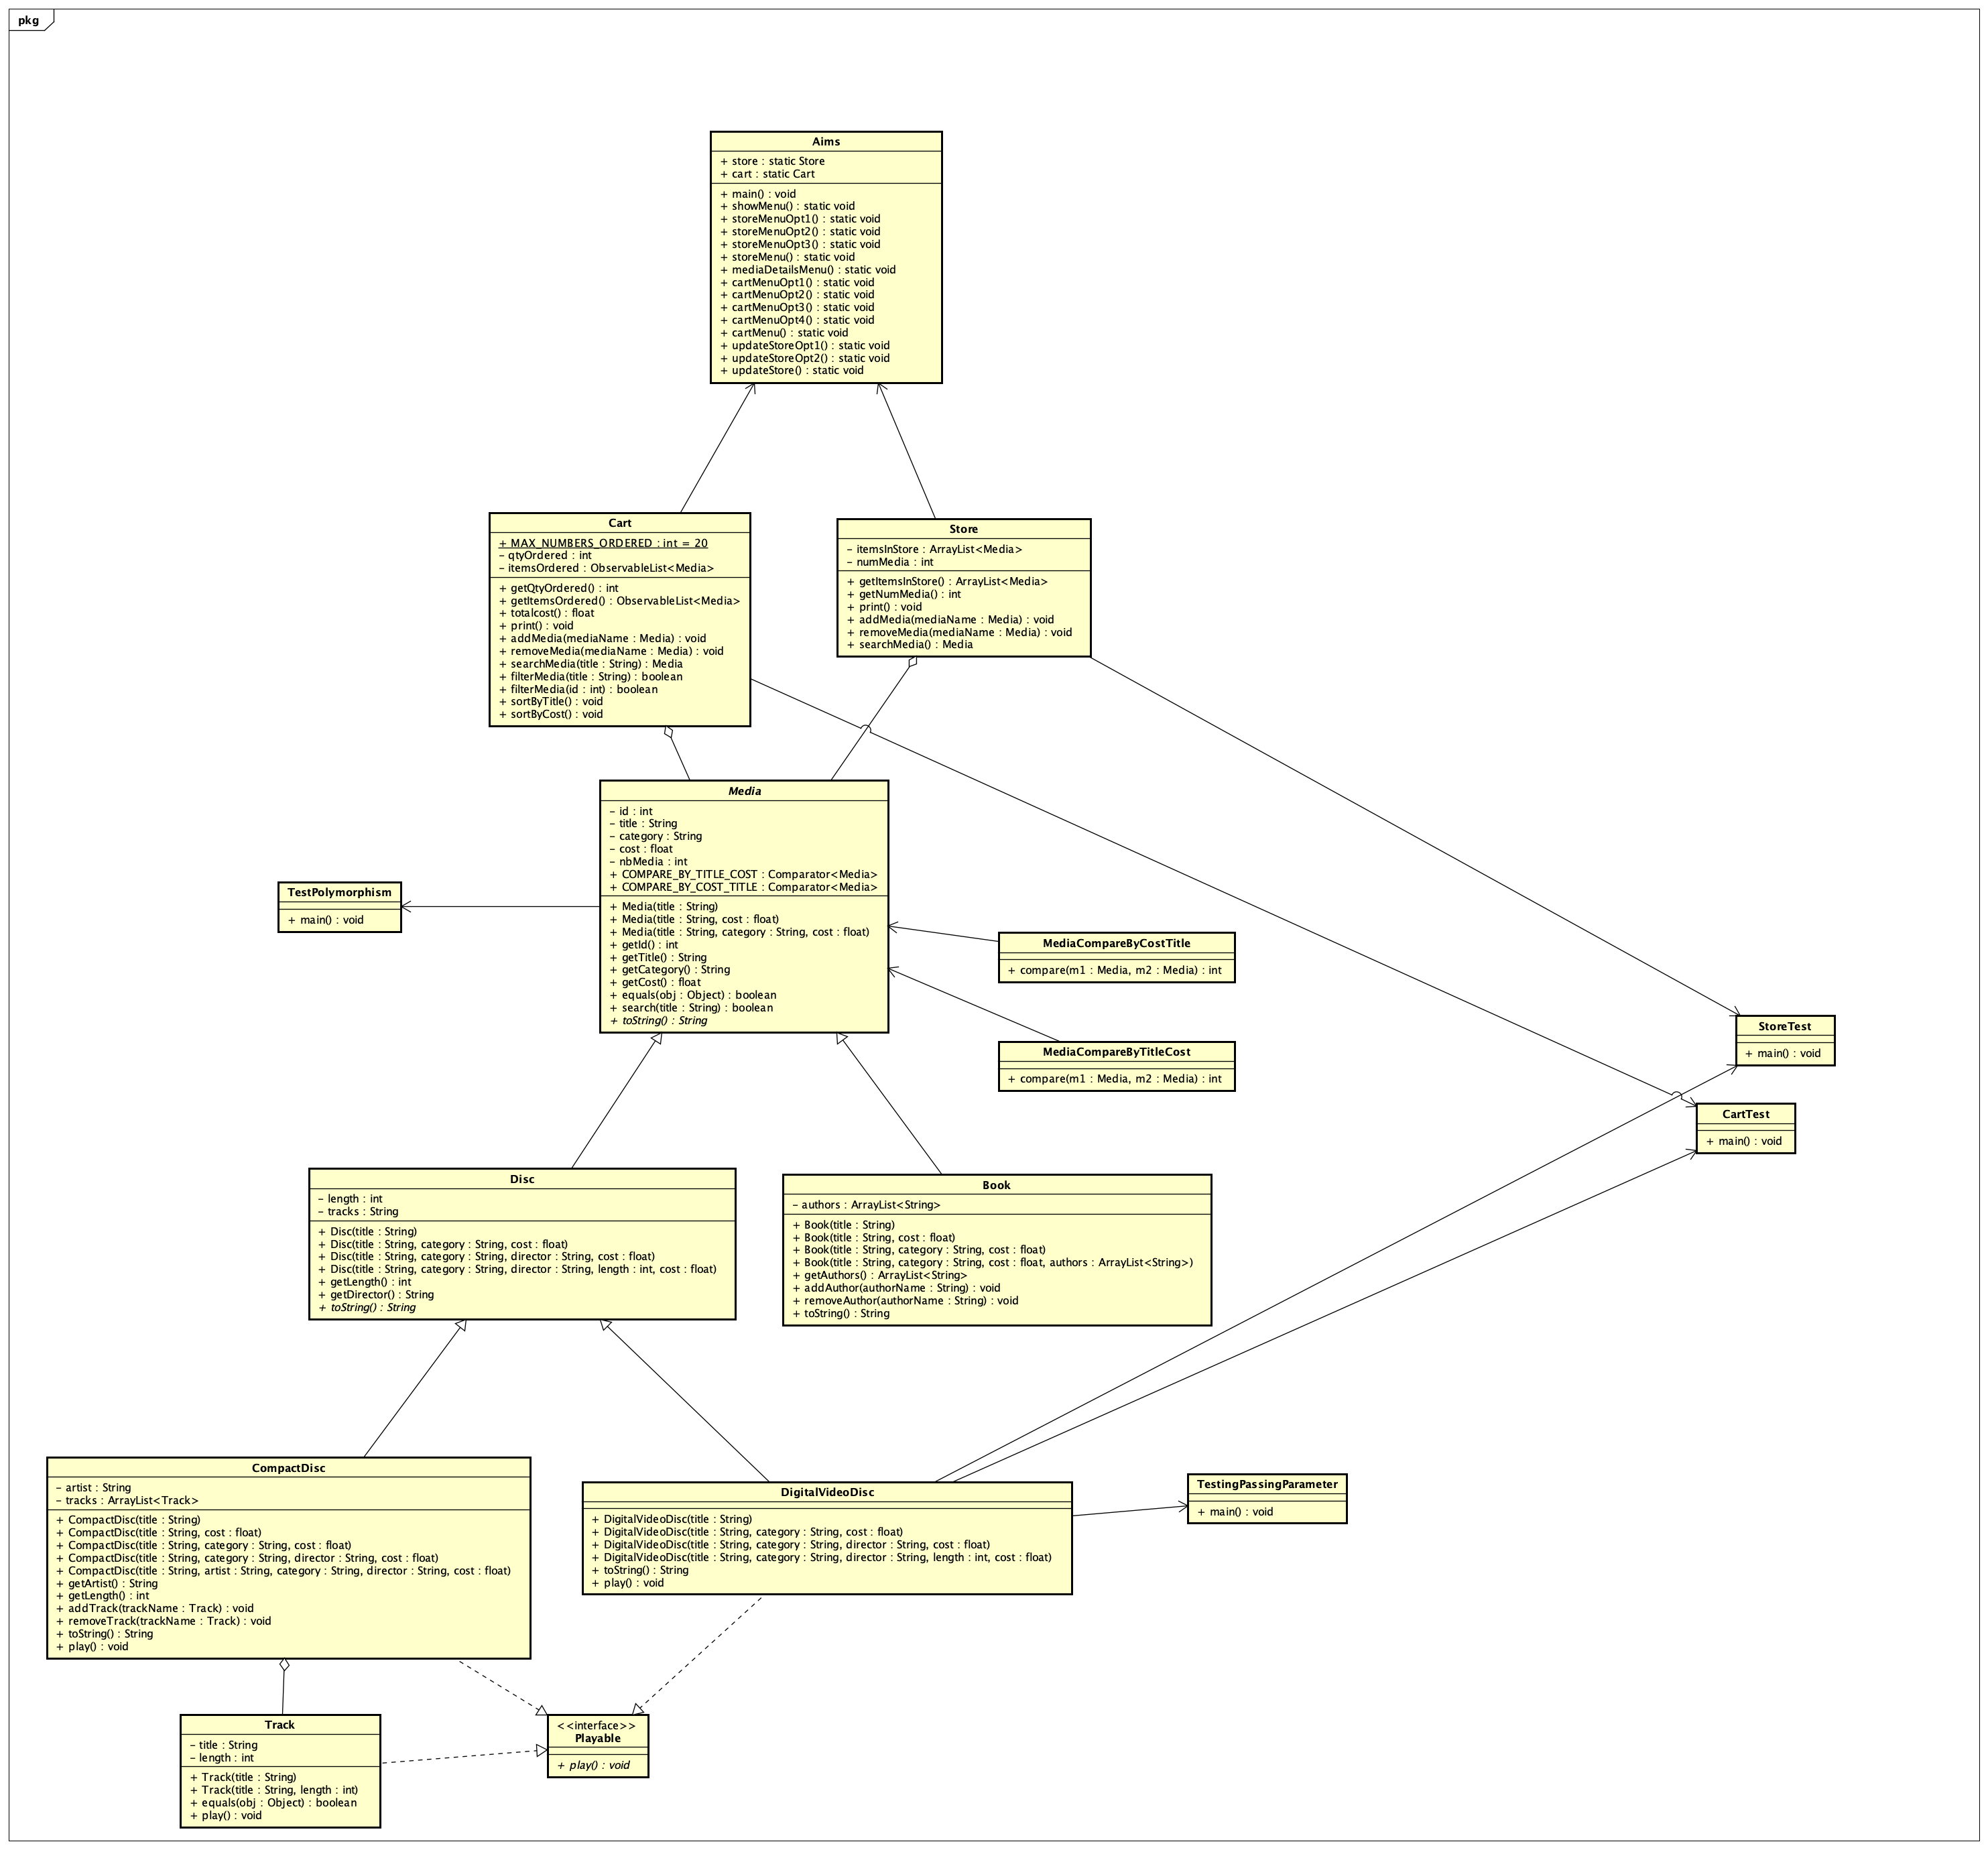 pkg
Aims
+ store : static Store
+ cart : static Cart
+ main() : void
+ showMenu() : static void
+ storeMenuOpt1() : static void
+ storeMenuOpt2() : static void
+ storeMenuOpt3() : static void
+ storeMenu() : static void
+ mediaDetailsMenu() : static void
+ cartMenuOpt1() : static void
+ cartMenuOpt2() : static void
+ cartMenuOpt3() : static void
+ cartMenuOpt4() : static void
+ cartMenu() : static void
+ updateStoreOpt1() : static void
+ updateStoreOpt2() : static void
+ updateStore() : static void
Cart
+ MAX_NUMBERS_ORDERED : int = 20
- qtyOrdered : int
- itemsOrdered : ObservableList<Media>
+ getQtyOrdered() : int
+ getItemsOrdered() : ObservableList<Media>
+ totalcost() : float
+ print() : void
+ addMedia(mediaName : Media) : void
+ removeMedia(mediaName : Media) : void
+ searchMedia(title : String) : Media
+ filterMedia(title : String) : boolean
+ filterMedia(id : int) : boolean
+ sortByTitle() : void
+ sortByCost() : void
Store
- itemsInStore : ArrayList<Media>
- numMedia : int
+ getItemsInStore() : ArrayList<Media>
+ getNumMedia() : int
+ print() : void
+ addMedia(mediaName : Media) : void
+ removeMedia(mediaName : Media) : void
+ searchMedia() : Media
Media
- id : int
- title : String
- category : String
- cost : float
- nbMedia : int
+ COMPARE_BY_TITLE_COST : Comparator<Media>
+ COMPARE_BY_COST_TITLE : Comparator<Media>
+ Media(title : String)
+ Media(title : String, cost : float)
+ Media(title : String, category : String, cost : float)
+ getId() : int
+ getTitle() : String
+ getCategory() : String
+ getCost() : float
+ equals(obj : Object) : boolean
+ search(title : String) : boolean
+ toString() : String
TestPolymorphism
+ main() : void
MediaCompareByCostTitle
+ compare(m1 : Media, m2 : Media) : int
MediaCompareByTitleCost
+ compare(m1 : Media, m2 : Media) : int
StoreTest
+ main() : void
CartTest
+ main() : void
Disc
- length : int
- tracks : String
+ Disc(title : String)
+ Disc(title : String, category : String, cost : float)
+ Disc(title : String, category : String, director : String, cost : float)
+ Disc(title : String, category : String, director : String, length : int, cost : float)
+ getLength() : int
+ getDirector() : String
+ toString() : String
Book
- authors : ArrayList<String>
+ Book(title : String)
+ Book(title : String, cost : float)
+ Book(title : String, category : String, cost : float)
+ Book(title : String, category : String, cost : float, authors : ArrayList<String>)
+ getAuthors() : ArrayList<String>
+ addAuthor(authorName : String) : void
+ removeAuthor(authorName : String) : void
+ toString() : String
CompactDisc
- artist : String
- tracks : ArrayList<Track>
+ CompactDisc(title : String)
+ CompactDisc(title : String, cost : float)
+ CompactDisc(title : String, category : String, cost : float)
+ CompactDisc(title : String, category : String, director : String, cost : float)
+ CompactDisc(title : String, artist : String, category : String, director : String, cost : float)
+ getArtist() : String
+ getLength() : int
+ addTrack(trackName : Track) : void
+ removeTrack(trackName : Track) : void
+ toString() : String
+ play() : void
DigitalVideoDisc
+ DigitalVideoDisc(title : String)
+ DigitalVideoDisc(title : String, category : String, cost : float)
+ DigitalVideoDisc(title : String, category : String, director : String, cost : float)
+ DigitalVideoDisc(title : String, category : String, director : String, length : int, cost : float)
+ toString() : String
+ play() : void
TestingPassingParameter
+ main() : void
Track
- title : String
- length : int
+ Track(title : String)
+ Track(title : String, length : int)
+ equals(obj : Object) : boolean
+ play() : void
<<interface>>
Playable
+ play() : void